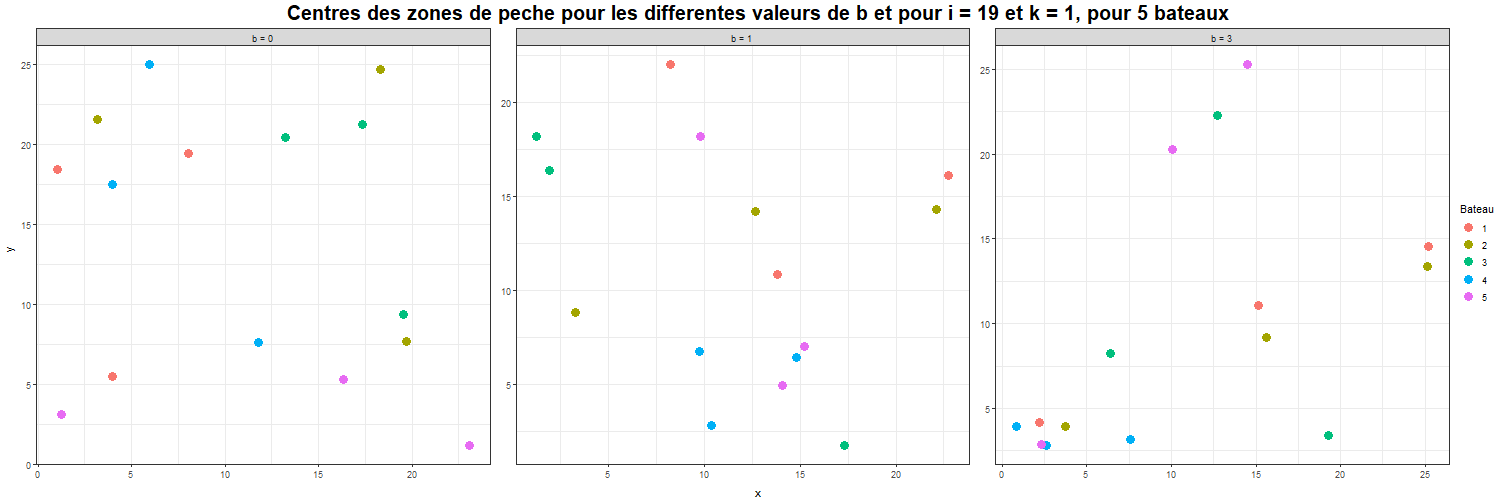 Centres des zones de peche pour les differentes valeurs de b et pour i = 19 et k = 1, pour 5 bateaux
b = 0
b = 1
b = 3
y
25
20
15
10
5
0
0 5 10 15 20
20
15
10
5
5 10 15 20
25
20
15
10
5
0 5 10 15 20 25
x
Bateau
1
2
3
4
5